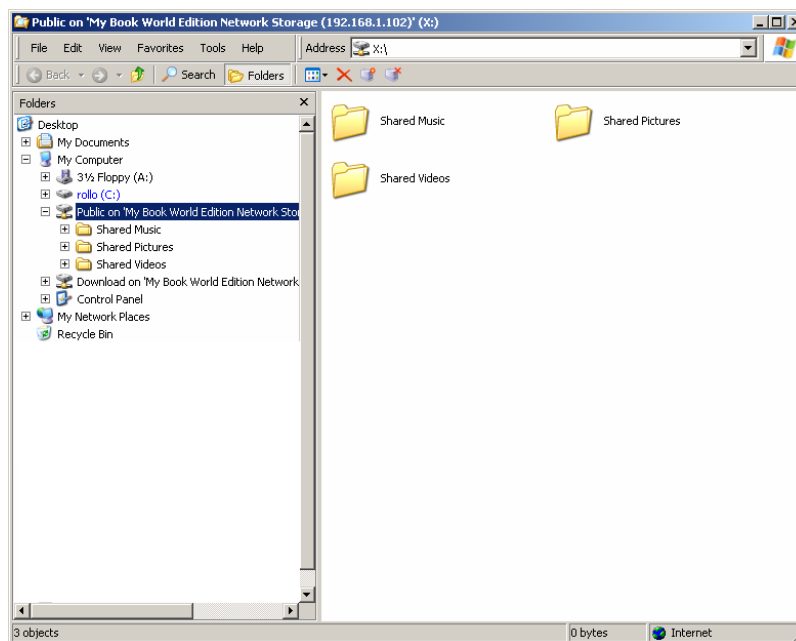 Public on 'My Book World Edition Network Storage (192.168.1.102)' (X:)
File Edit View Favorites Tools Help Address X:\
Back Search Folders
Folders
Desktop
My Documents
My Computer
3½ Floppy (A:)
rollo (C:)
Public on 'My Book World Edition Network Sto
Shared Music
Shared Pictures
Shared Videos
Download on 'My Book World Edition Network
Control Panel
My Network Places
Recycle Bin
Shared Music
Shared Pictures
Shared Videos
3 objects
0 bytes
Internet